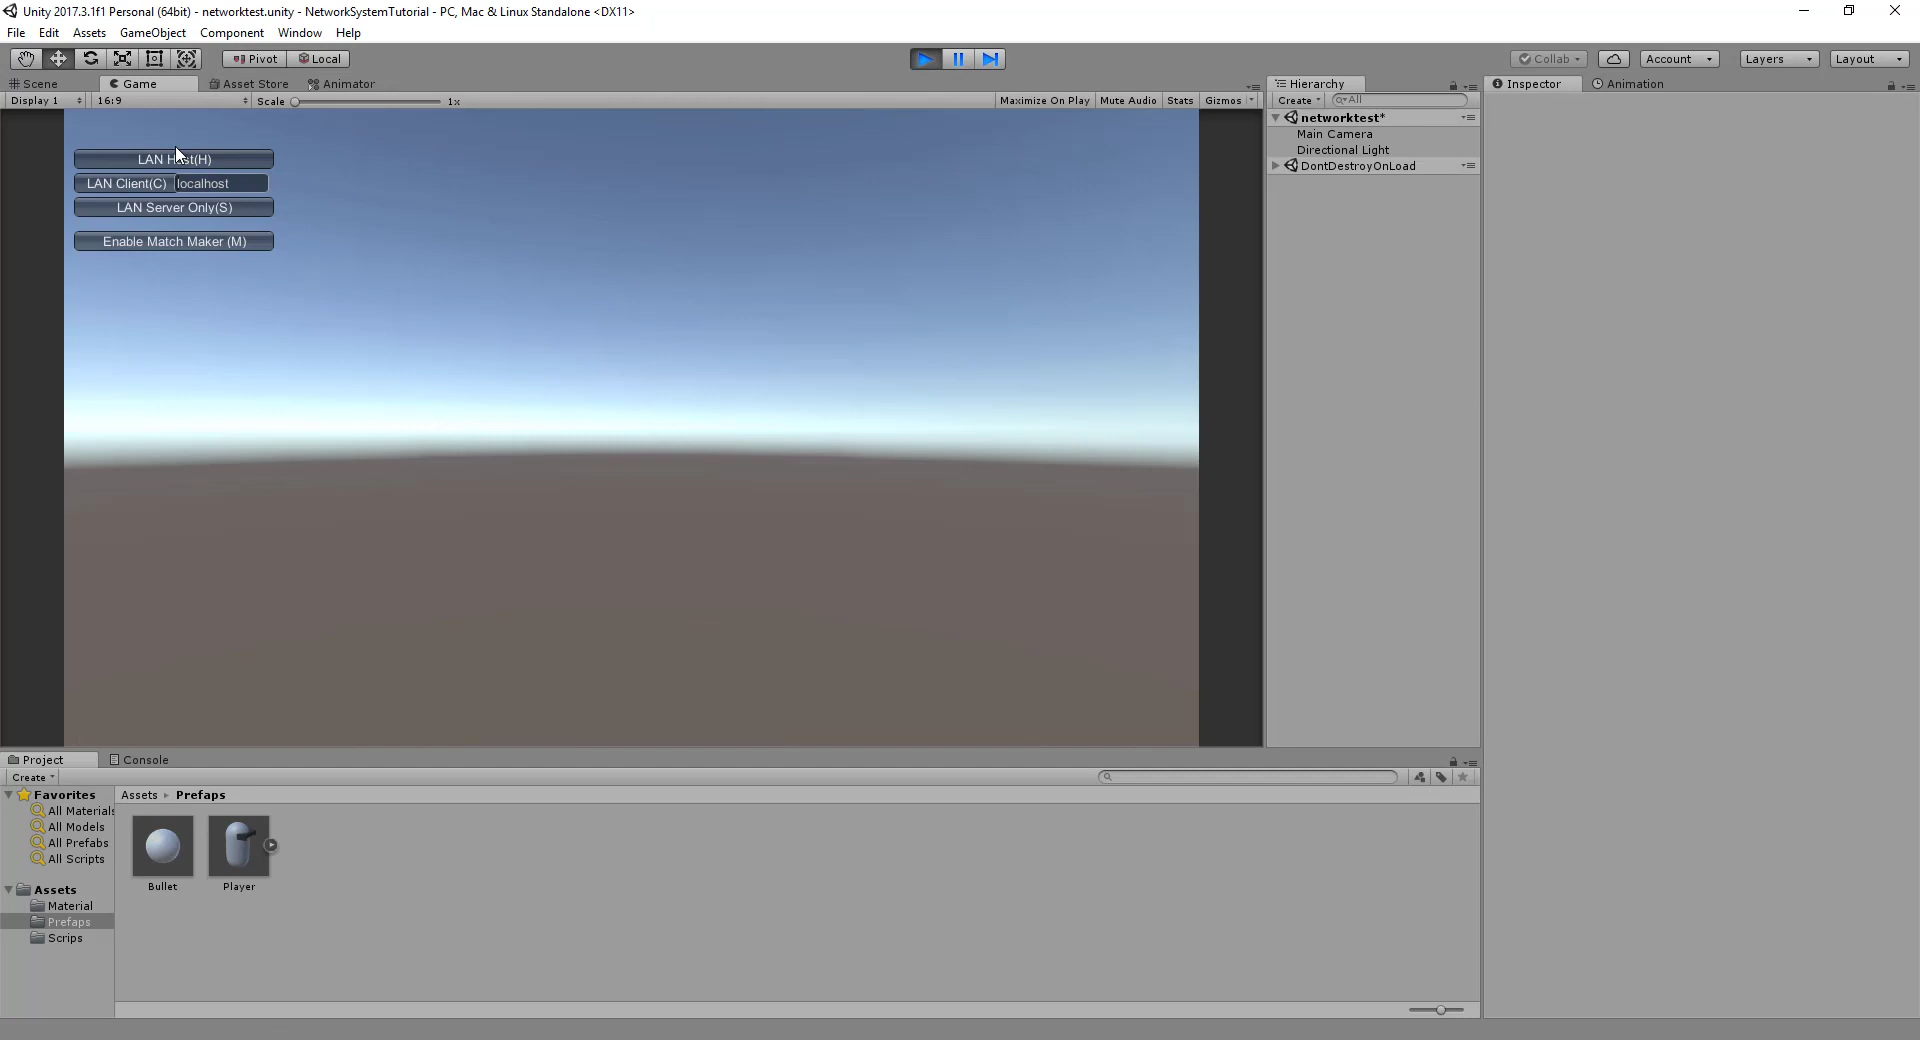 Unity 2017.3.1f1 Personal (64bit) - networktest.unity - NetworkSystemTutorial - PC, Mac & Linux Standalone <DX11>
File Edit Assets GameObject Component Window Help
Pivot Local Collab Account Layers Layout
Scene Game Asset Store Animator Hierarchy Inspector Animation
Display 1 16:9 Scale 1x Maximize On Play Mute Audio Stats Gizmos Create All
networktest*
Main Camera
Directional Light
DontDestroyOnLoad
LAN Host(H)
LAN Client(C) localhost
LAN Server Only(S)
Enable Match Maker (M)
Project Console
Create
Favorites
All Materials
All Models
All Prefabs
All Scripts
Assets
Material
Prefaps
Scrips
Assets Prefaps
Bullet Player